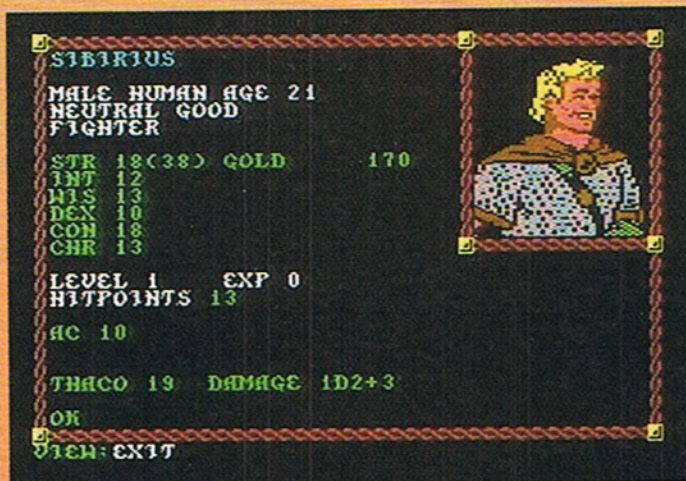 SIBIRIUS
MALE HUMAN AGE 21
NEUTRAL GOOD
FIGHTER
STR 18(38) GOLD 170
INT 12
WIS 13
DEX 10
CON 18
CHR 13
LEVEL 1 EXP 0
HITPOINTS 13
AC 10
THACO 19 DAMAGE 1D2+3
OK
VIEW: EXIT